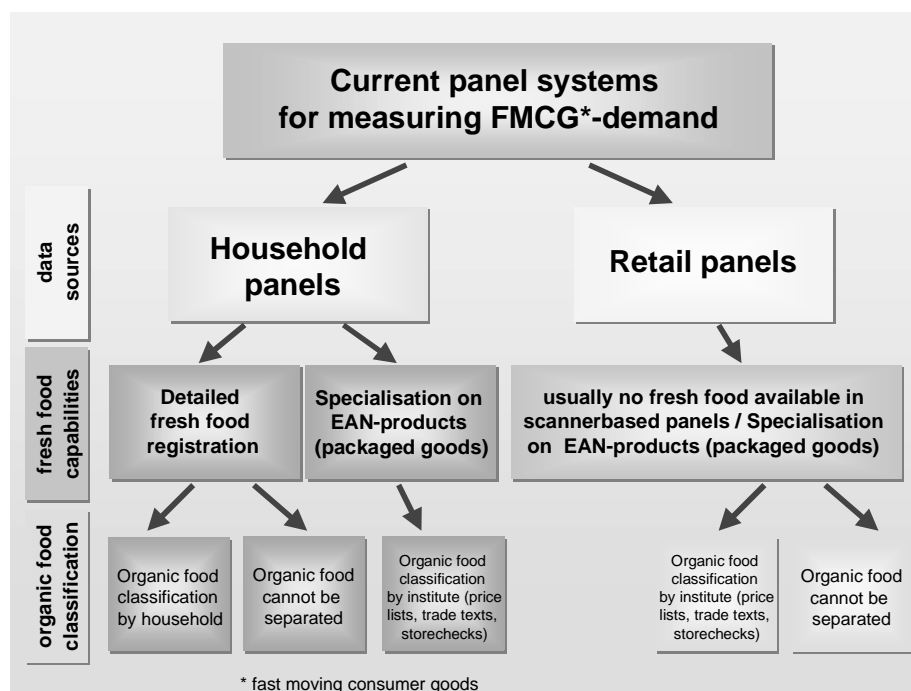 Current panel systems
for measuring FMCG*-demand
data
sources
Household
panels
Retail panels
fresh food
capabilities
Detailed
fresh food
registration
Specialisation on
EAN-products
(packaged goods)
usually no fresh food available in
scannerbased panels / Specialisation
on EAN-products (packaged goods)
organic food
classification
Organic food
classification
by household
Organic food
cannot be
separated
Organic food
classification
by institute (price
lists, trade texts,
storechecks)
Organic food
classification
by institute (price
lists, trade texts,
storechecks)
Organic food
cannot be
separated
* fast moving consumer goods